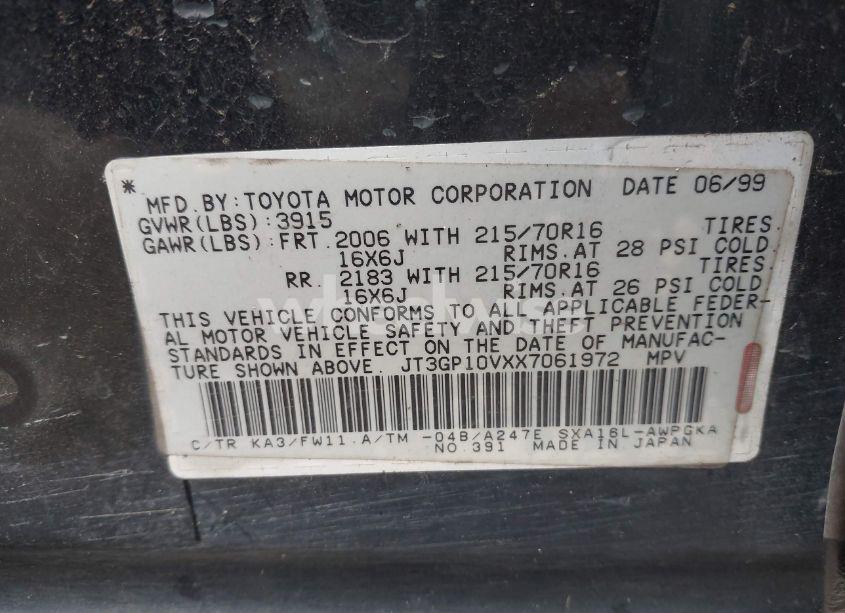 * MFD.BY:TOYOTA MOTOR CORPORATION DATE 06/99
GVWR(LBS):3915
GAWR(LBS):FRT. 2006 WITH 215/70R16 TIRES.
16X6J RIMS.AT 28 PSI COLD
RR. 2183 WITH 215/70R16 TIRES.
16X6J RIMS.AT 26 PSI COLD
THIS VEHICLE CONFORMS TO ALL APPLICABLE FEDER-
AL MOTOR VEHICLE SAFETY AND THEFT PREVENTION
STANDARDS IN EFFECT ON THE DATE OF MANUFAC-
TURE SHOWN ABOVE. JT3GP10VXX7061972 MPV
C/TR KA3/FW11.A/TM -04B/A247E SXA16L-AWPGKA
NO.391 MADE IN JAPAN